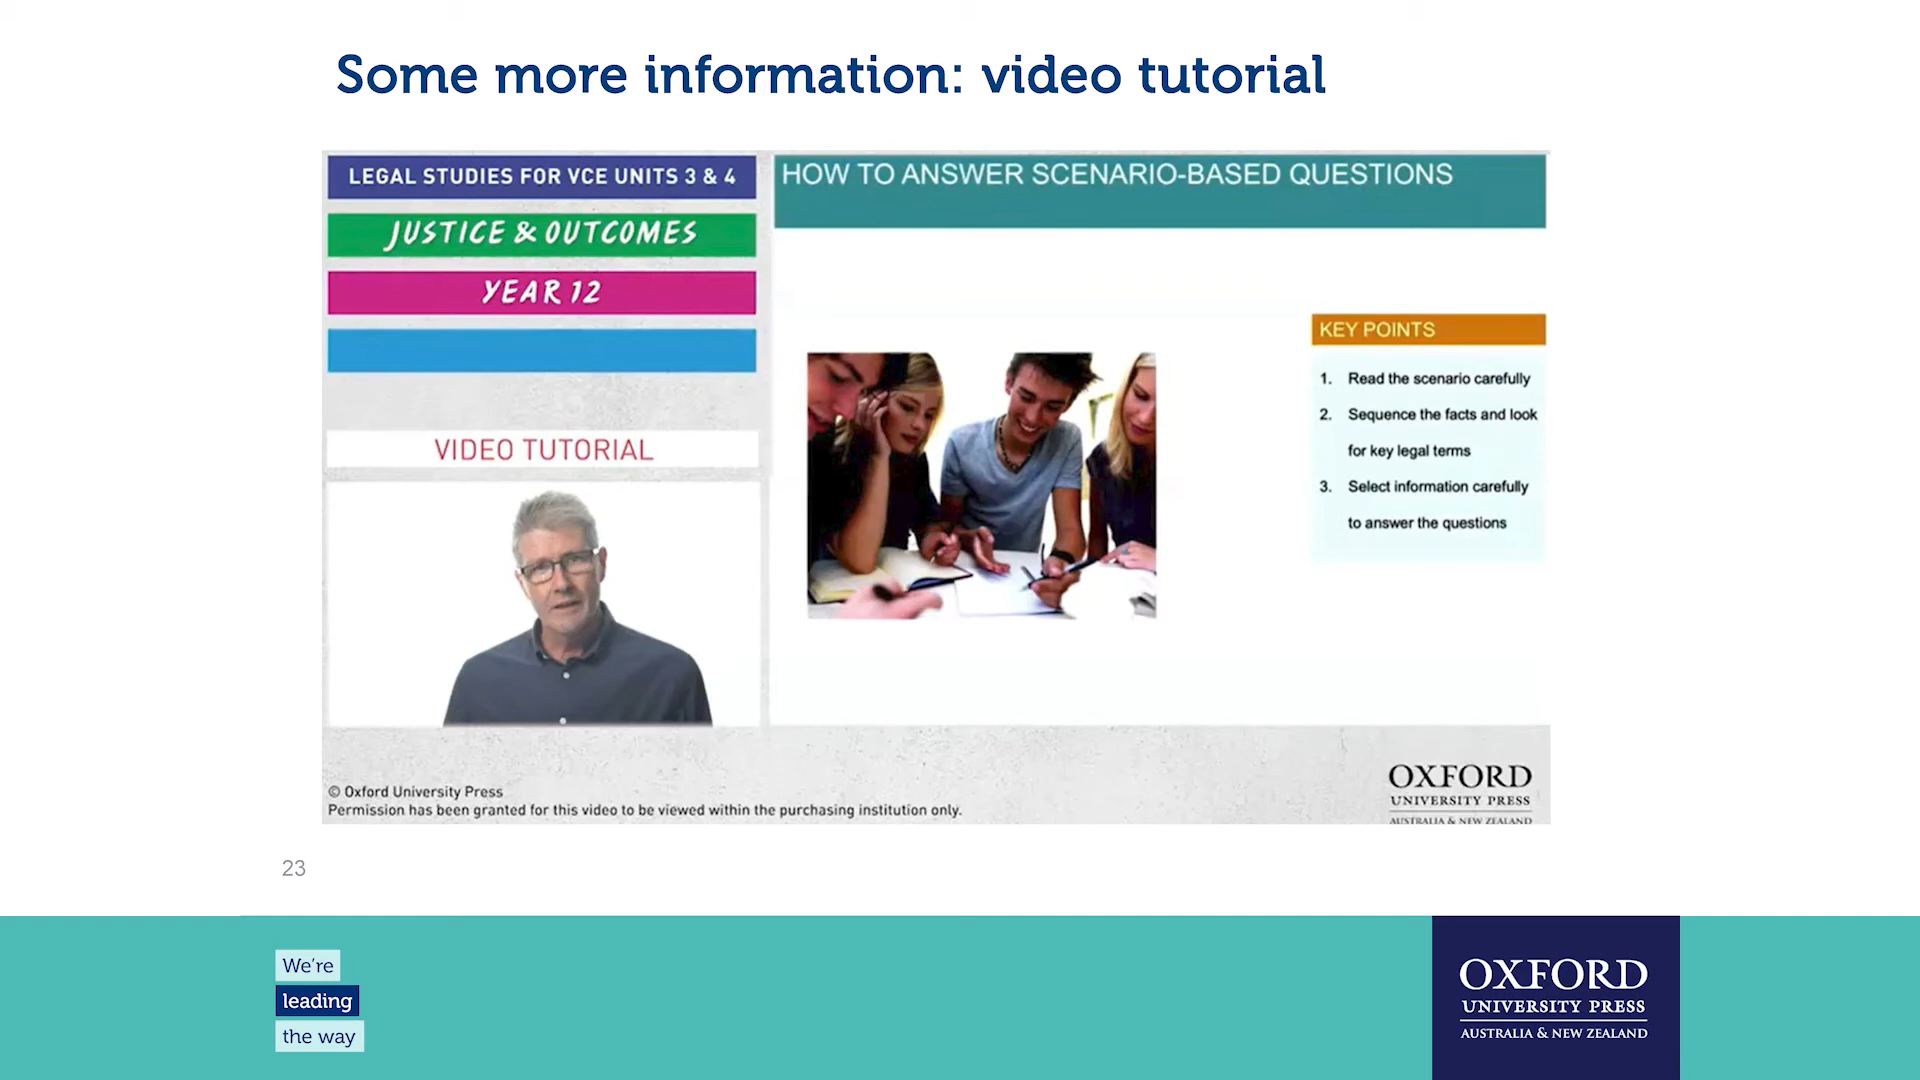 Some more information: video tutorial
LEGAL STUDIES FOR VCE UNITS 3 & 4
JUSTICE & OUTCOMES
YEAR 12
VIDEO TUTORIAL
HOW TO ANSWER SCENARIO-BASED QUESTIONS
KEY POINTS
1. Read the scenario carefully
2. Sequence the facts and look
for key legal terms
3. Select information carefully
to answer the questions
© Oxford University Press
Permission has been granted for this video to be viewed within the purchasing institution only.
OXFORD
UNIVERSITY PRESS
AUSTRALIA & NEW ZEALAND
23
We're
leading
the way
OXFORD
UNIVERSITY PRESS
AUSTRALIA & NEW ZEALAND